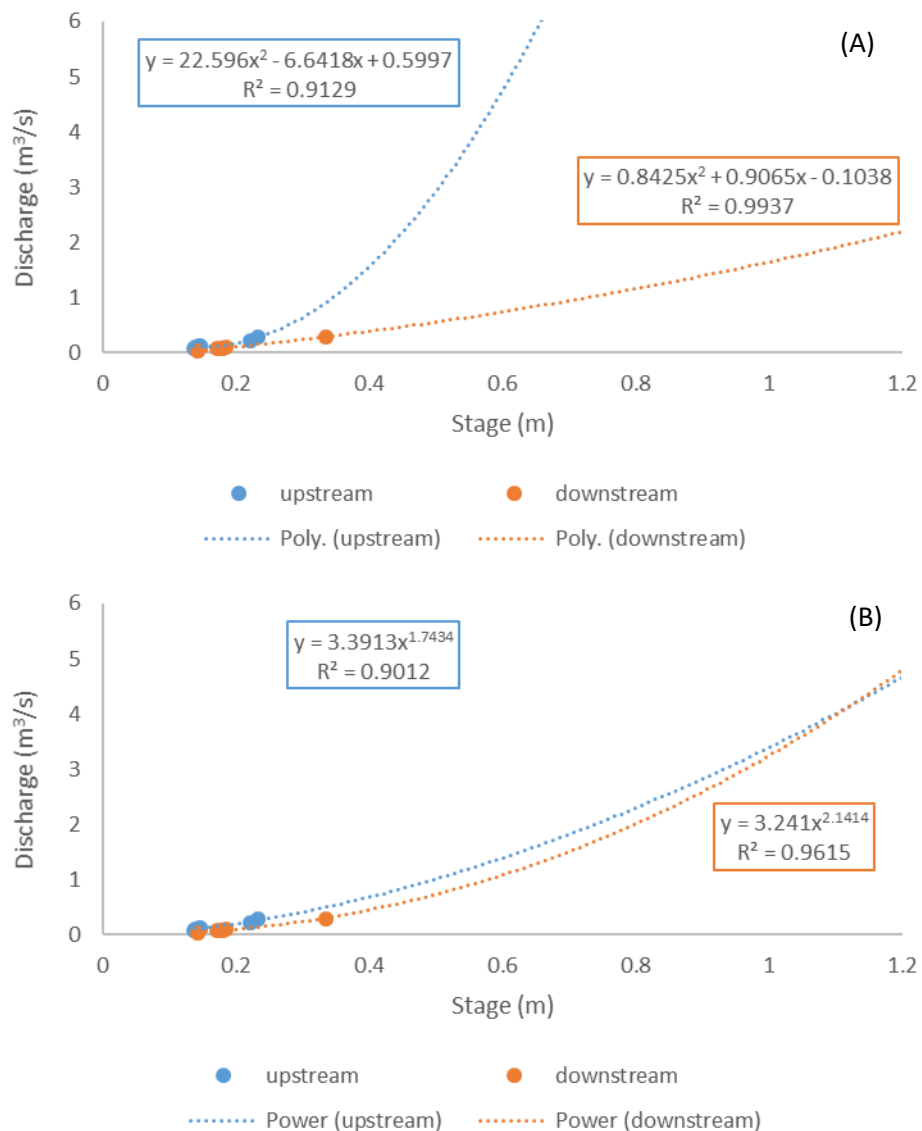 (A)
y = 22.596x² - 6.6418x + 0.5997
R² = 0.9129
y = 0.8425x² + 0.9065x - 0.1038
R² = 0.9937
Discharge (m³/s)
6
5
4
3
2
1
0
0 0.2 0.4 0.6 0.8 1 1.2
Stage (m)
upstream downstream
Poly. (upstream) Poly. (downstream)
(B)
y = 3.3913x¹·⁷⁴³⁴
R² = 0.9012
y = 3.241x²·¹⁴¹⁴
R² = 0.9615
Discharge (m³/s)
6
5
4
3
2
1
0
0 0.2 0.4 0.6 0.8 1 1.2
Stage (m)
upstream downstream
Power (upstream) Power (downstream)